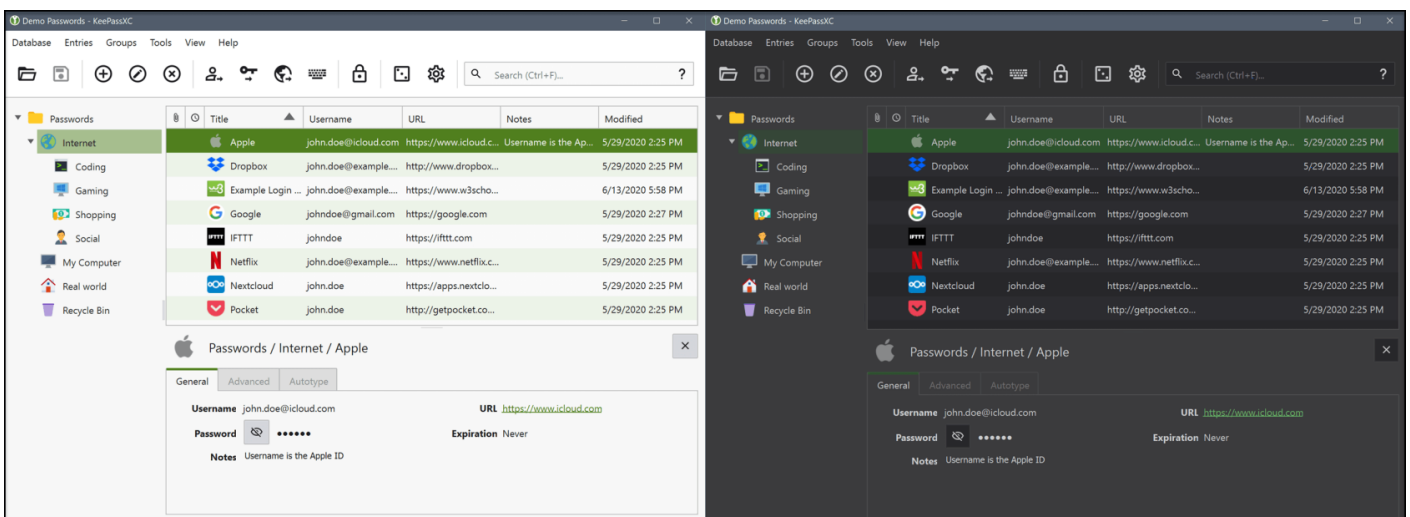 Demo Passwords - KeePassXC
Database Entries Groups Tools View Help
Search (Ctrl+F)... ?
Passwords
Internet
Coding
Gaming
Shopping
Social
My Computer
Real world
Recycle Bin
Title Username URL Notes Modified
Apple john.doe@icloud.com https://www.icloud.c... Username is the Ap... 5/29/2020 2:25 PM
Dropbox john.doe@example.... http://www.dropbox... 5/29/2020 2:25 PM
Example Login ... john.doe@example.... https://www.w3scho... 6/13/2020 5:58 PM
Google johndoe@gmail.com https://google.com 5/29/2020 2:27 PM
IFTTT IFTTT johndoe https://ifttt.com 5/29/2020 2:25 PM
Netflix john.doe@example.... https://www.netflix.c... 5/29/2020 2:25 PM
Nextcloud john.doe https://apps.nextclo... 5/29/2020 2:25 PM
Pocket john.doe http://getpocket.co... 5/29/2020 2:25 PM
Passwords / Internet / Apple
General Advanced Autotype
Username john.doe@icloud.com URL https://www.icloud.com
Password ●●●●●● Expiration Never
Notes Username is the Apple ID
Demo Passwords - KeePassXC
Database Entries Groups Tools View Help
Search (Ctrl+F)... ?
Passwords
Internet
Coding
Gaming
Shopping
Social
My Computer
Real world
Recycle Bin
Title Username URL Notes Modified
Apple john.doe@icloud.com https://www.icloud.c... Username is the Ap... 5/29/2020 2:25 PM
Dropbox john.doe@example.... http://www.dropbox... 5/29/2020 2:25 PM
Example Login ... john.doe@example.... https://www.w3scho... 6/13/2020 5:58 PM
Google johndoe@gmail.com https://google.com 5/29/2020 2:27 PM
IFTTT IFTTT johndoe https://ifttt.com 5/29/2020 2:25 PM
Netflix john.doe@example.... https://www.netflix.c... 5/29/2020 2:25 PM
Nextcloud john.doe https://apps.nextclo... 5/29/2020 2:25 PM
Pocket john.doe http://getpocket.co... 5/29/2020 2:25 PM
Passwords / Internet / Apple
General Advanced Autotype
Username john.doe@icloud.com URL https://www.icloud.com
Password ●●●●●● Expiration Never
Notes Username is the Apple ID